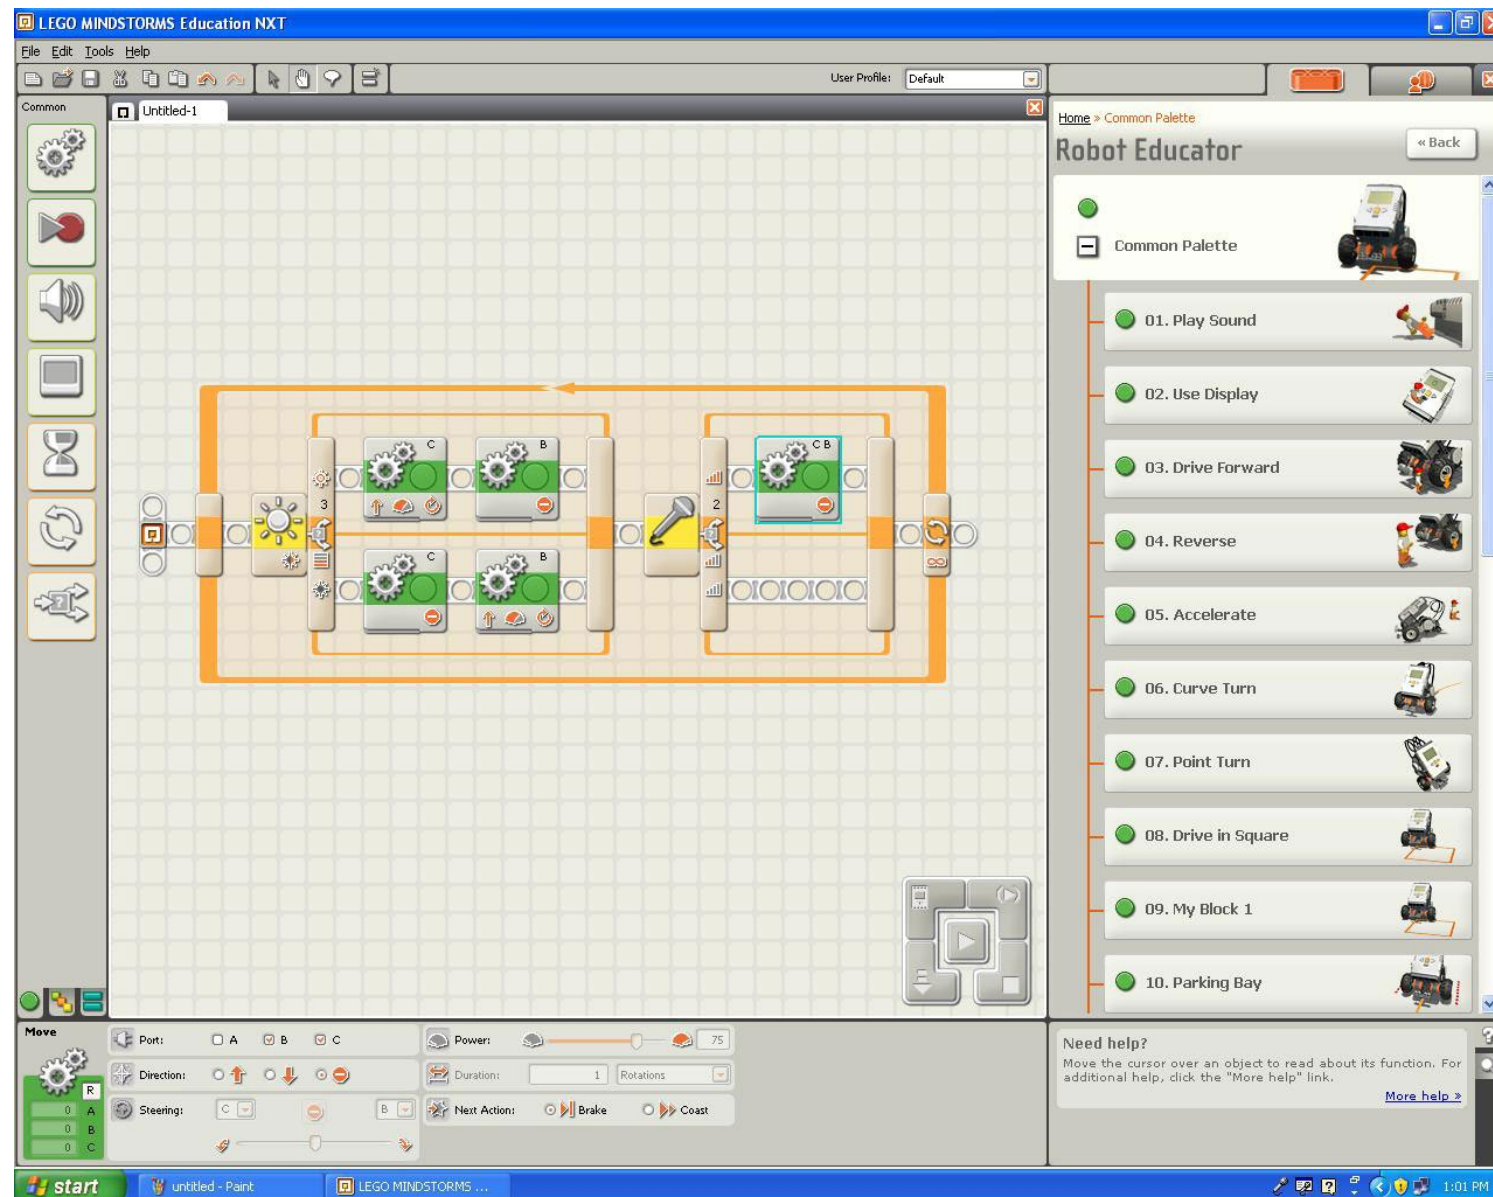 LEGO MINDSTORMS Education NXT
File Edit Tools Help
User Profile: Default
Common
Untitled-1
Home » Common Palette
Robot Educator
« Back
Common Palette
01. Play Sound
02. Use Display
03. Drive Forward
04. Reverse
05. Accelerate
06. Curve Turn
07. Point Turn
08. Drive in Square
09. My Block 1
10. Parking Bay
C
B
C B
3
2
C
B
Move
R
0 A
0 B
0 C
Port: A B C
Direction:
Steering: C B
Power: 75
Duration: 1 Rotations
Next Action: Brake Coast
Need help?
Move the cursor over an object to read about its function. For
additional help, click the "More help" link.
More help »
start
untitled - Paint
LEGO MINDSTORMS ...
1:01 PM